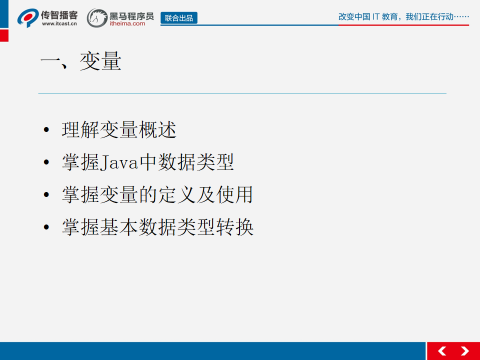 传智播客
www.itcast.cn
黑马程序员
itheima.com
联合出品
改变中国 IT 教育，我们正在行动……
一、变量
• 理解变量概述
• 掌握Java中数据类型
• 掌握变量的定义及使用
• 掌握基本数据类型转换